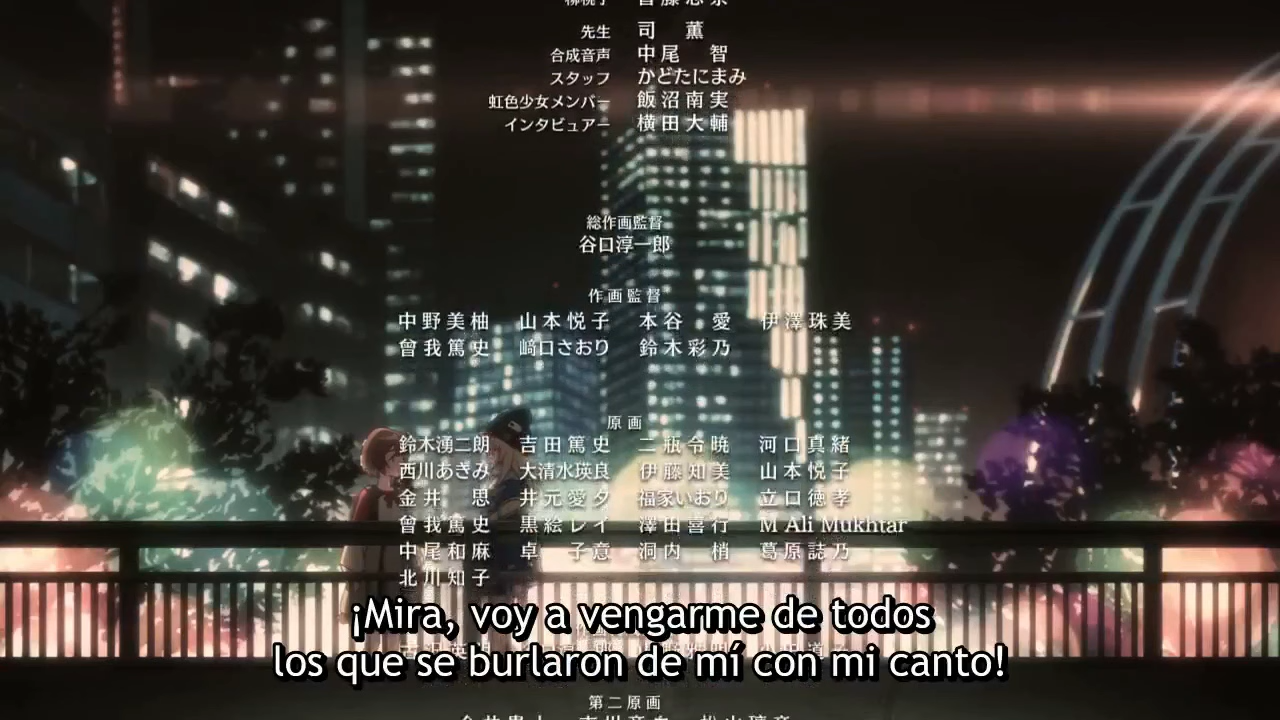 先生 司 薫
合成音声 中尾 智
スタッフ かどたにまみ
虹色少女メンバー 飯沼南実
インタビュアー 横田大輔
総作画監督
谷口淳一郎
作画監督
中野美柚 山本悦子 本谷 愛 伊澤珠美
曾我篤史 﨑口さおり 鈴木彩乃
原画
鈴木湧二朗 吉田篤史 二瓶令暁 河口真緒
西川あきみ 大清水瑛良 伊藤知美 山本悦子
金井 思 井元愛夕 福家いおり 立口徳孝
曾我篤史 黒絵レイ 澤田喜行 M Ali Mukhtar
中尾和麻 卓 子意 洞内 梢 葛原誌乃
北川知子
¡Mira, voy a vengarme de todos
los que se burlaron de mí con mi canto!
第二原画